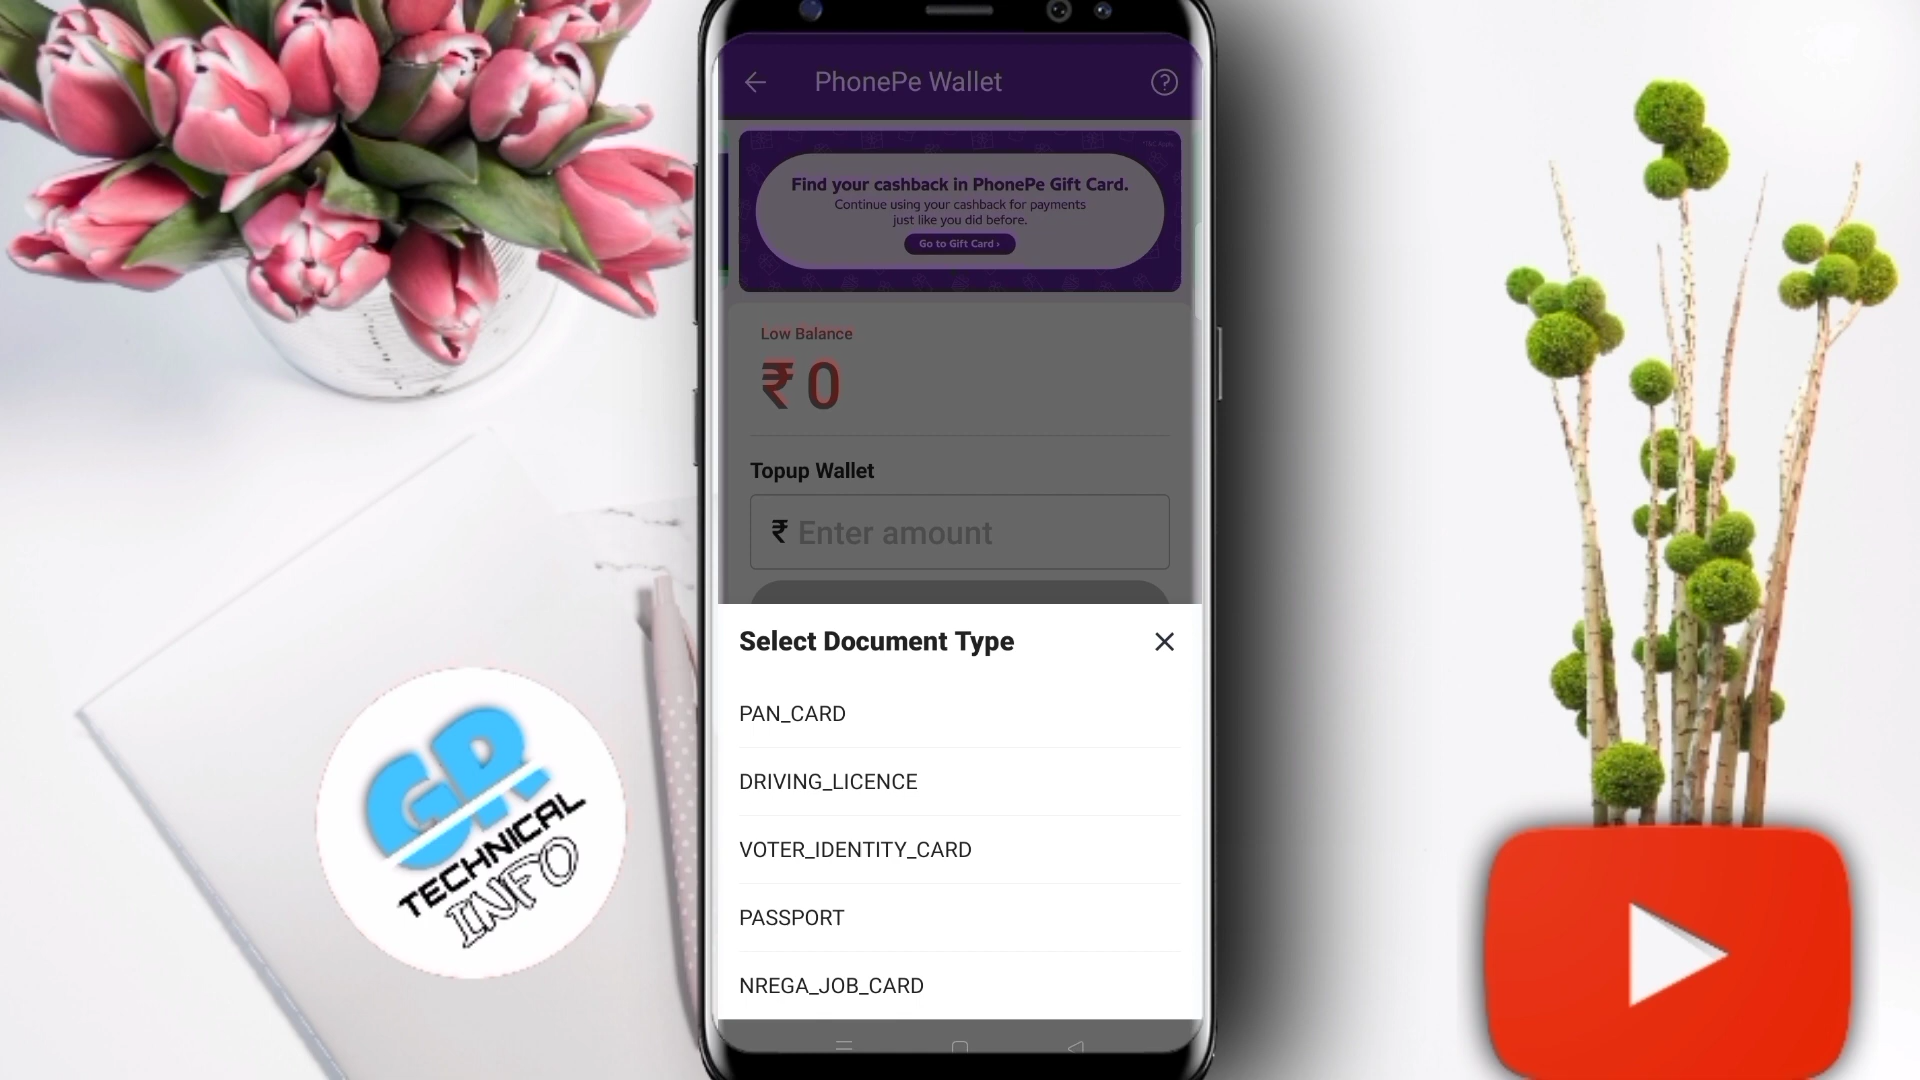 PhonePe Wallet
Find your cashback in PhonePe Gift Card.
Continue using your cashback for payments
just like you did before.
Go to Gift Card ›
Low Balance
₹ 0
Topup Wallet
₹ Enter amount
Select Document Type
PAN_CARD
DRIVING_LICENCE
VOTER_IDENTITY_CARD
PASSPORT
NREGA_JOB_CARD
GR
TECHNICAL
INFO